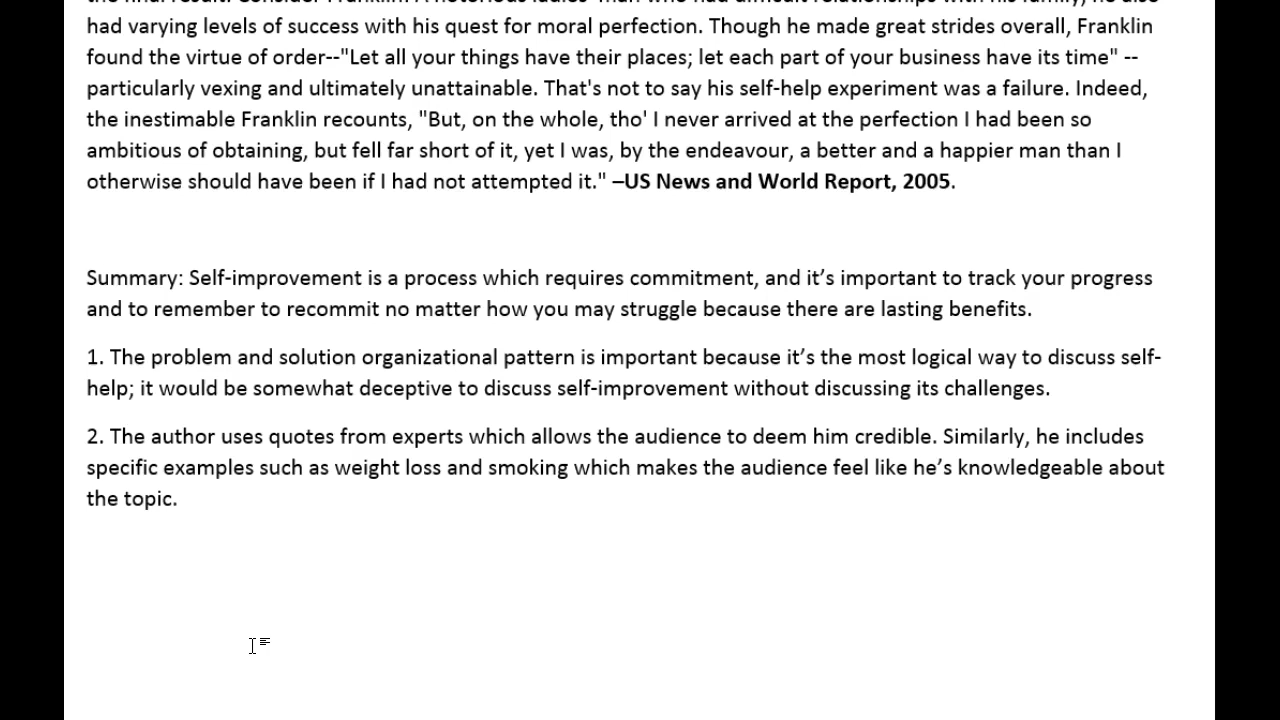 had varying levels of success with his quest for moral perfection. Though he made great strides overall, Franklin
found the virtue of order--"Let all your things have their places; let each part of your business have its time" --
particularly vexing and ultimately unattainable. That's not to say his self-help experiment was a failure. Indeed,
the inestimable Franklin recounts, "But, on the whole, tho' I never arrived at the perfection I had been so
ambitious of obtaining, but fell far short of it, yet I was, by the endeavour, a better and a happier man than I
otherwise should have been if I had not attempted it." –US News and World Report, 2005.
Summary: Self-improvement is a process which requires commitment, and it’s important to track your progress
and to remember to recommit no matter how you may struggle because there are lasting benefits.
1. The problem and solution organizational pattern is important because it’s the most logical way to discuss self-
help; it would be somewhat deceptive to discuss self-improvement without discussing its challenges.
2. The author uses quotes from experts which allows the audience to deem him credible. Similarly, he includes
specific examples such as weight loss and smoking which makes the audience feel like he’s knowledgeable about
the topic.